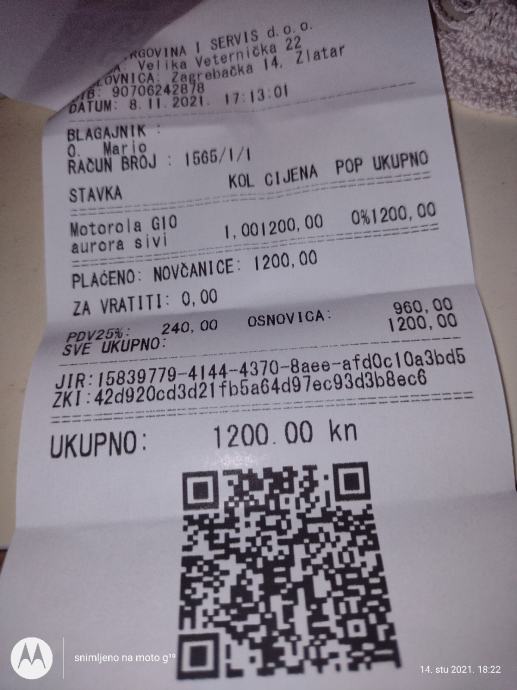 RGOVINA I SERVIS d.o.o.
Velika Veternička 22
LOVNICA: Zagrebačka 14, Zlatar
IB: 90706242878
DATUM: 8.11.2021. 17:13:01
BLAGAJNIK :
O. Mario
RAČUN BROJ : 1565/1/1
STAVKA KOL CIJENA POP UKUPNO
Motorola G10
aurora sivi 1,001200,00 0%1200,00
PLAĆENO: NOVČANICE: 1200,00
ZA VRATITI: 0,00
PDV25%: 240,00 OSNOVICA: 960,00
SVE UKUPNO: 1200,00
JIR:15839779-4144-4370-8aee-afd0c10a3bd5
ZKI:42d920cd3d21fb5a64d97ec93d3b8ec6
UKUPNO: 1200.00 kn
snimljeno na moto g¹⁰
14. stu 2021. 18:22